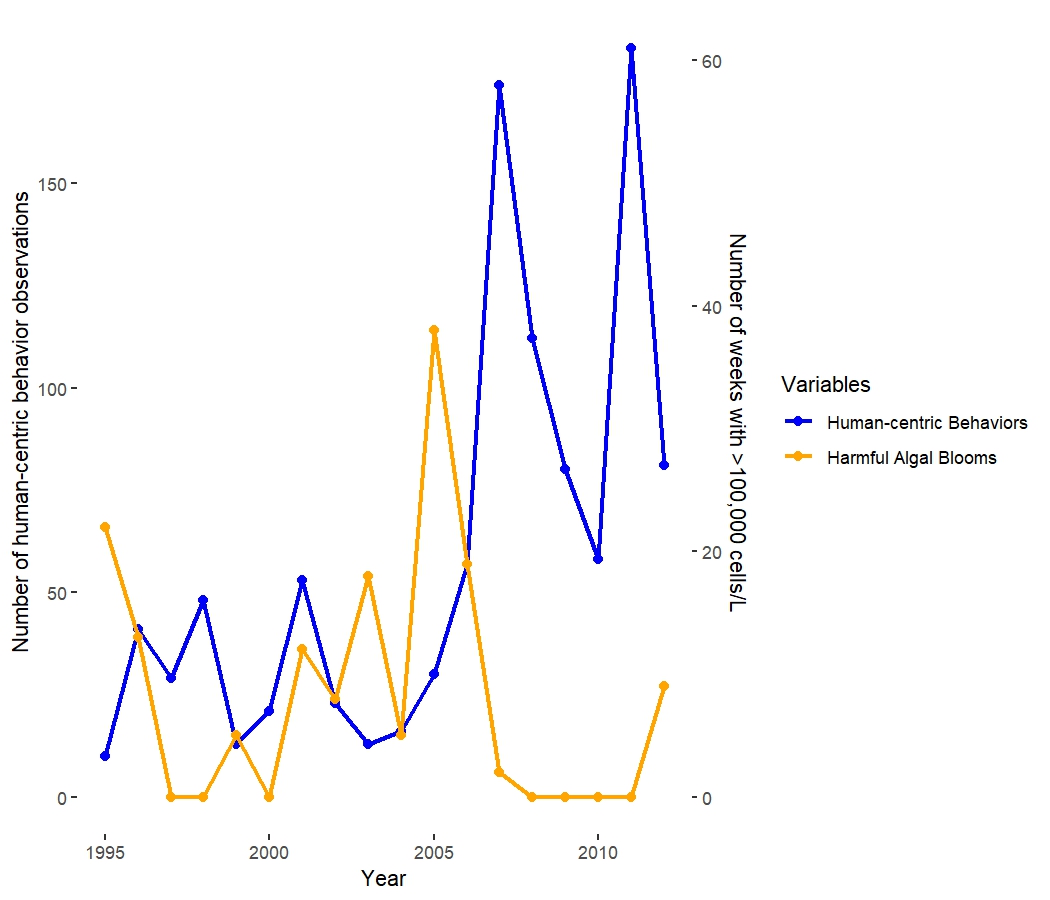 Number of human-centric behavior observations
150
100
50
0
60
40
20
0
Number of weeks with >100,000 cells/L
1995
2000
2005
2010
Year
Variables
Human-centric Behaviors
Harmful Algal Blooms